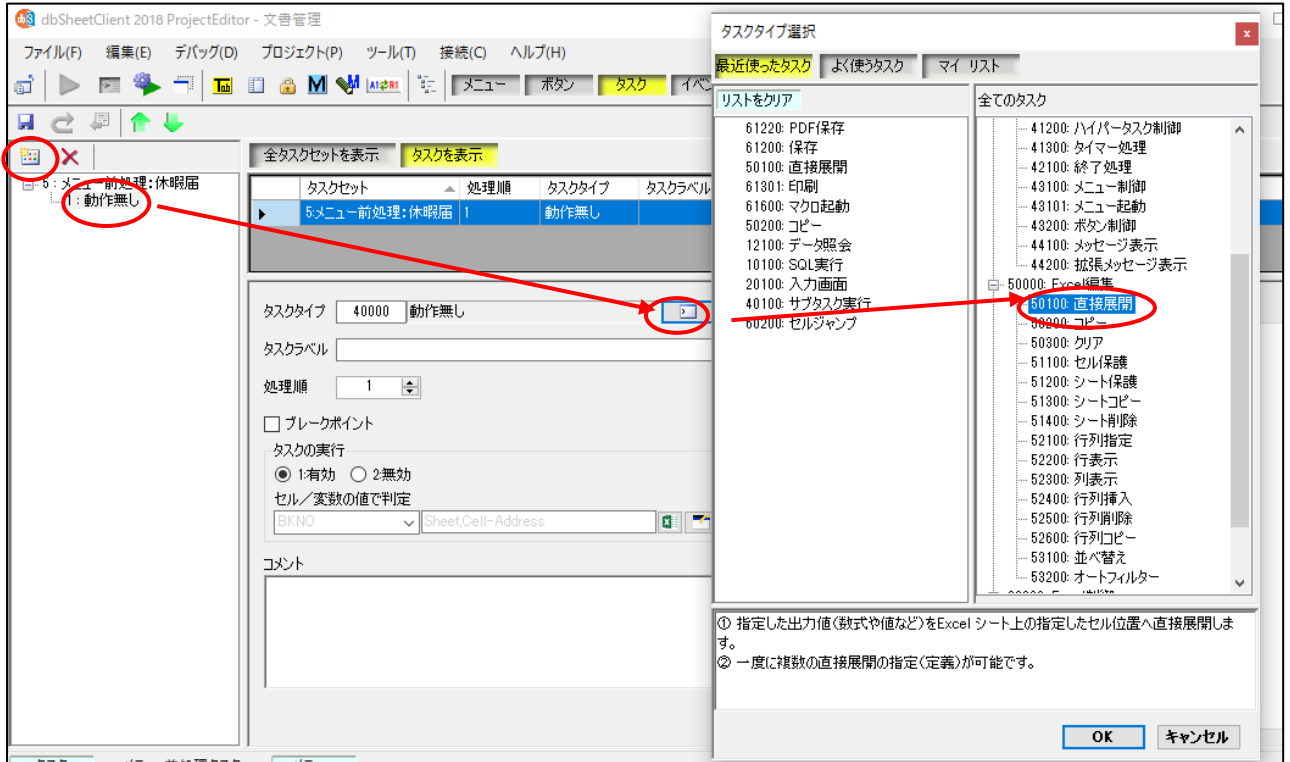 dbSheetClient 2018 ProjectEditor - 文書管理
ファイル(F) 編集(E) デバッグ(D) プロジェクト(P) ツール(T) 接続(C) ヘルプ(H)
Tab M A1⇄R1 メニュー ボタン タスク
全タスクセットを表示 タスクを表示
5:メニュー前処理:休暇届
1:動作無し
タスクセット 処理順 タスクタイプ タスクラベル
5:メニュー前処理:休暇届 1 動作無し
タスクタイプ 40000 動作無し
タスクラベル
処理順 1
ブレークポイント
タスクの実行
1:有効 2:無効
セル/変数の値で判定
BKNO Sheet,Cell-Address
コメント
タスクタイプ選択
最近使ったタスク よく使うタスク マイ リスト
リストをクリア
61220: PDF保存
61200: 保存
50100: 直接展開
61301: 印刷
61600: マクロ起動
50200: コピー
12100: データ照会
10100: SQL実行
20100: 入力画面
40100: サブタスク実行
60200: セルジャンプ
全てのタスク
41200: ハイパータスク制御
41300: タイマー処理
42100: 終了処理
43100: メニュー制御
43101: メニュー起動
43200: ボタン制御
44100: メッセージ表示
44200: 拡張メッセージ表示
50000: Excel編集
50100: 直接展開
50200: コピー
50300: クリア
51100: セル保護
51200: シート保護
51300: シートコピー
51400: シート削除
52100: 行列指定
52200: 行表示
52300: 列表示
52400: 行列挿入
52500: 行列削除
52600: 行列コピー
53100: 並べ替え
53200: オートフィルター
① 指定した出力値(数式や値など)をExcel シート上の指定したセル位置へ直接展開しま
す。
② 一度に複数の直接展開の指定(定義)が可能です。
OK キャンセル